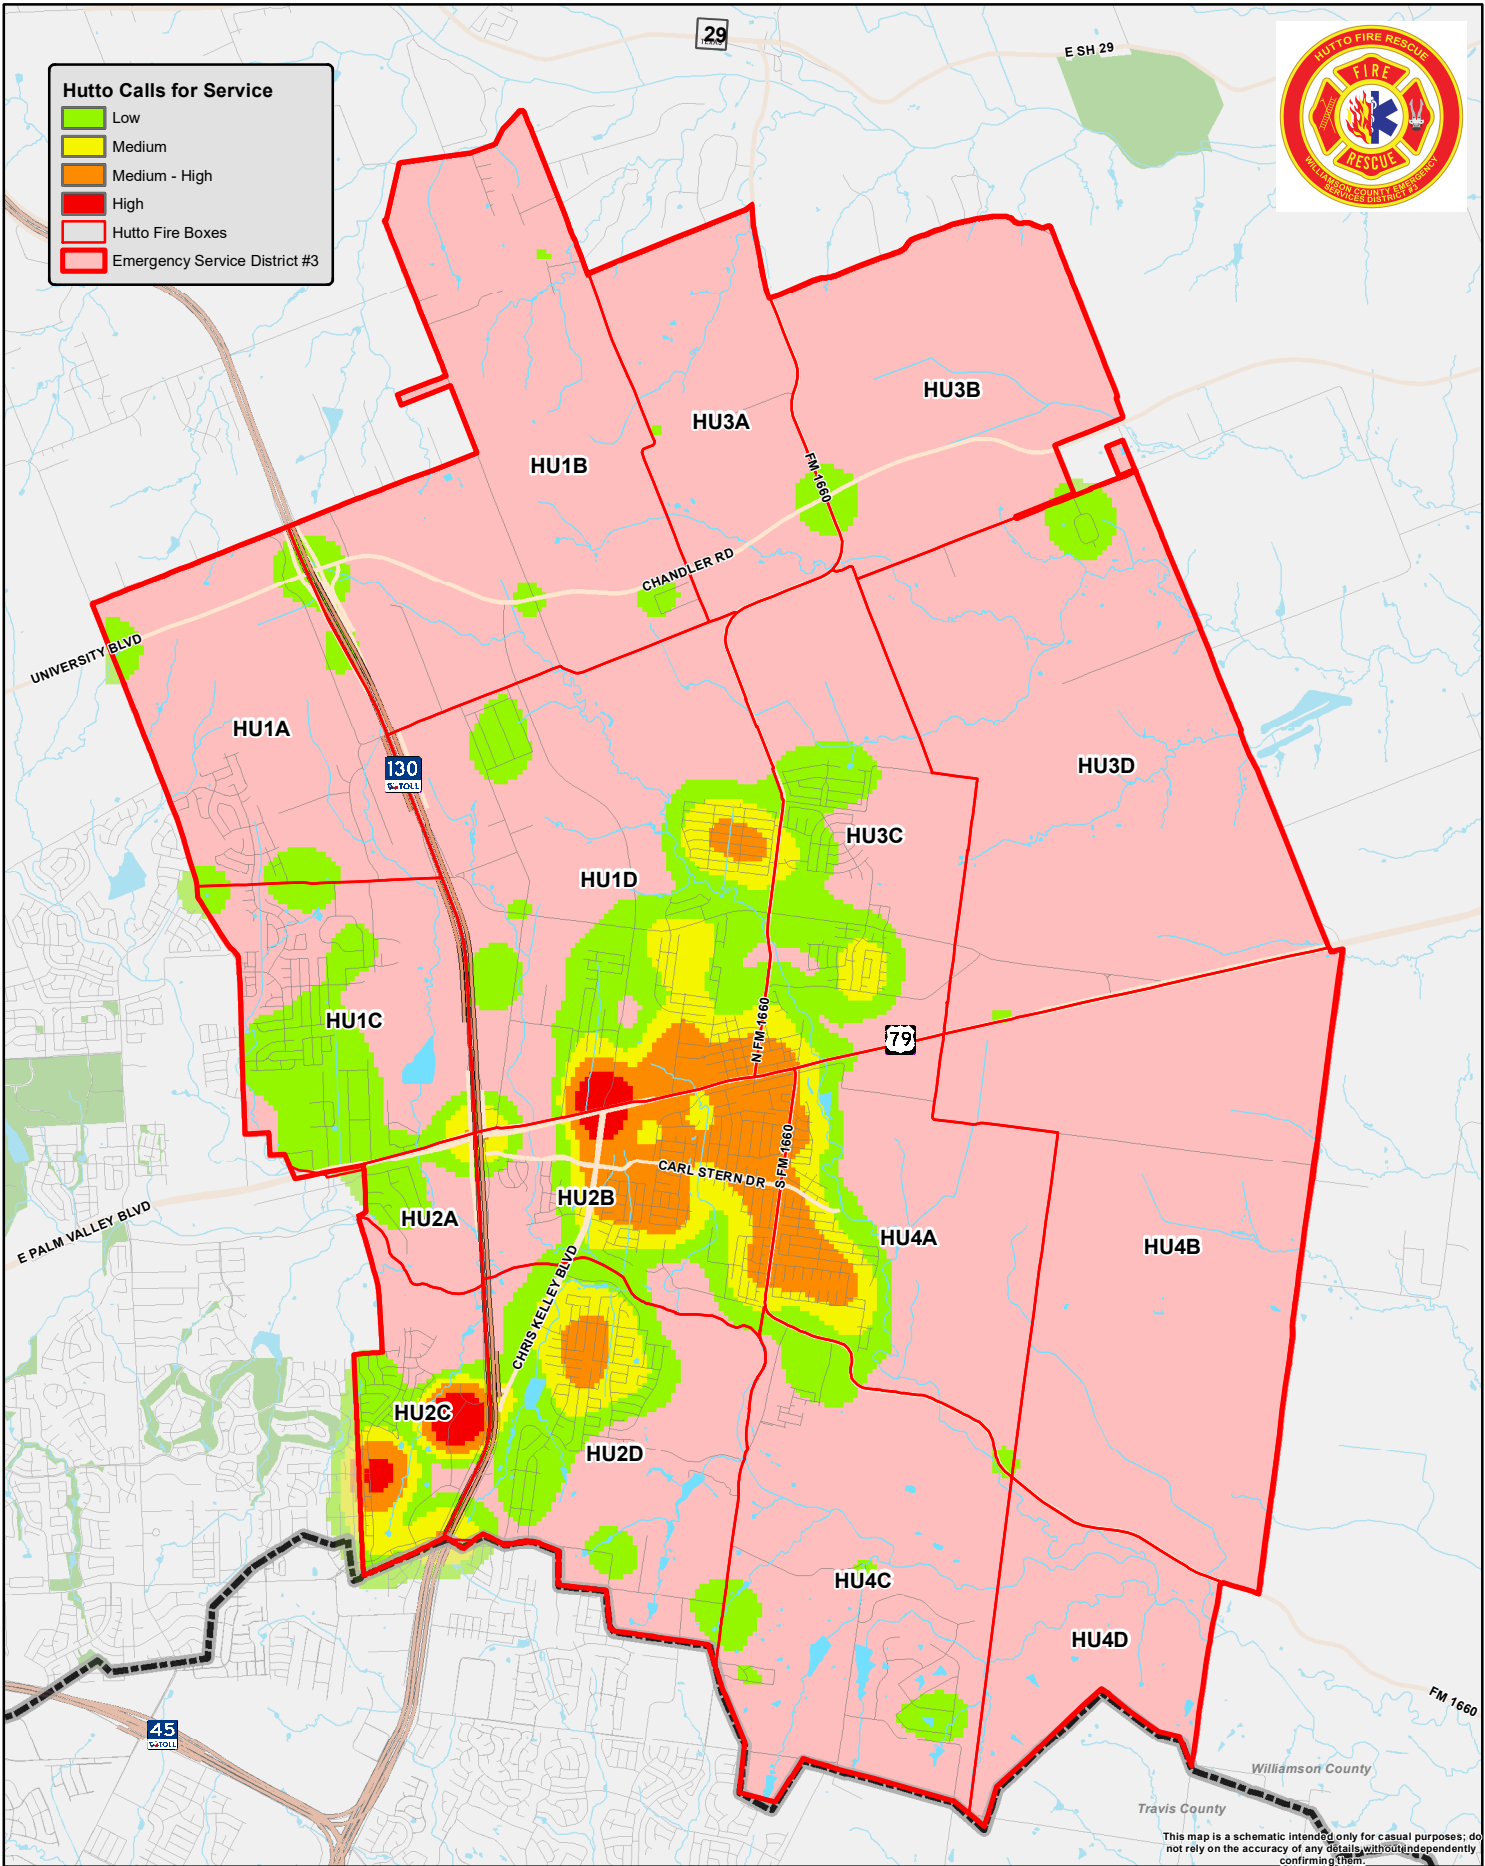 Hutto Calls for Service
Low
Medium
Medium - High
High
Hutto Fire Boxes
Emergency Service District #3
29
TEXAS
E SH 29
HUTTO FIRE RESCUE
FIRE
RESCUE
WILLIAMSON COUNTY EMERGENCY
SERVICES DISTRICT #3
HU3B
HU3A
HU1B
FM 1660
CHANDLER RD
UNIVERSITY BLVD
HU1A
130
TOLL
HU3D
HU3C
HU1D
HU1C
N FM 1660
79
S FM 1660
CARL STERN DR
HU2B
HU2A
E PALM VALLEY BLVD
HU4A
HU4B
CHRIS KELLEY BLVD
HU2C
HU2D
HU4C
HU4D
FM 1660
45
TOLL
Williamson County
Travis County
This map is a schematic intended only for casual purposes; do
not rely on the accuracy of any details without independently
confirming them.